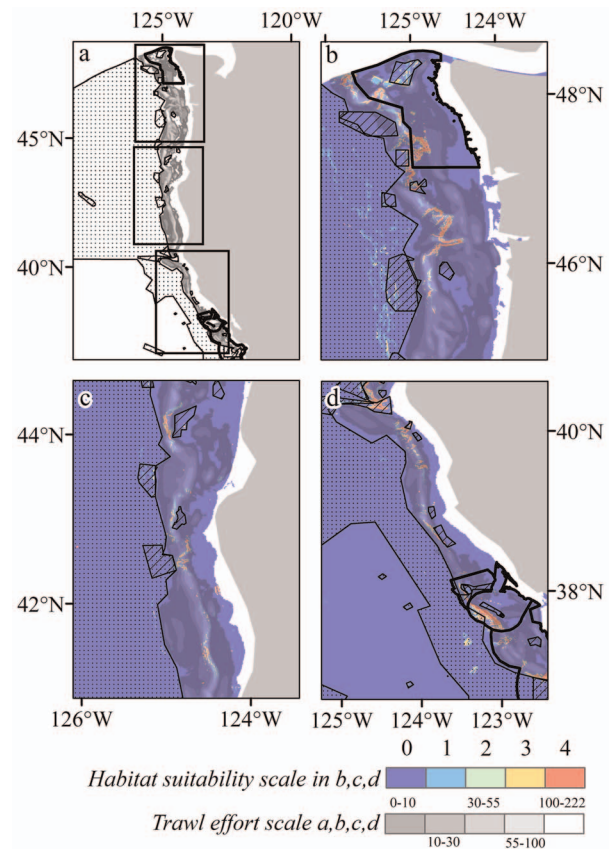 125°W 120°W 124°W 124°W
a
b
45°N
40°N
48°N
46°N
c
d
44°N
42°N
40°N
38°N
126°W 124°W
125°W 124°W 123°W
0 1 2 3 4
Habitat suitability scale in b,c,d
0-10 30-55 100-222
Trawl effort scale a,b,c,d
10-30 55-100